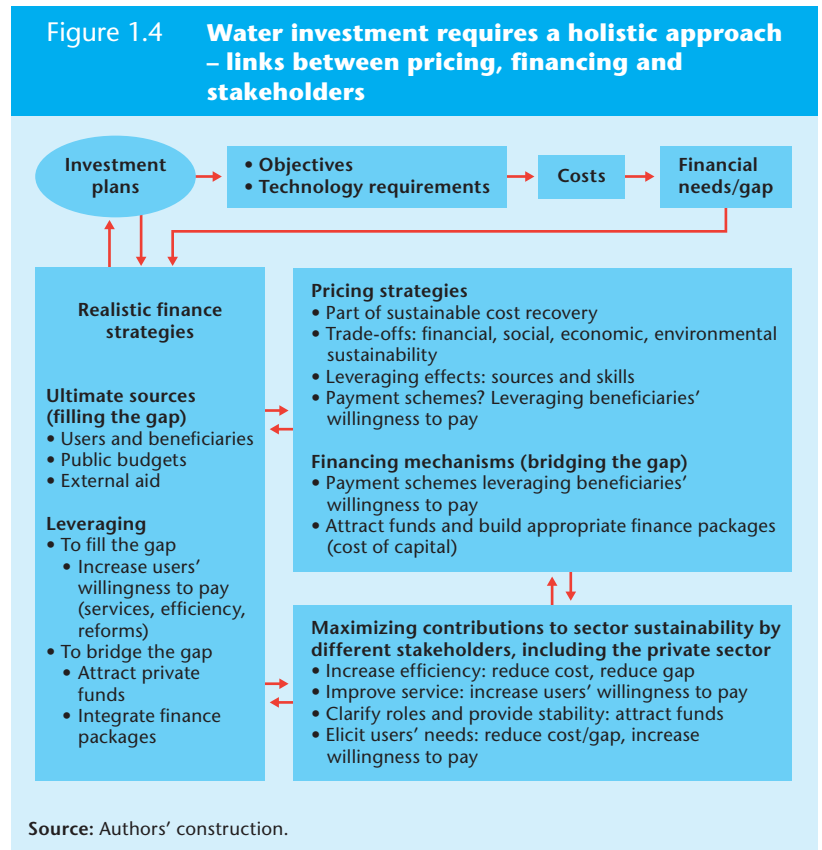 Figure 1.4
Water investment requires a holistic approach
– links between pricing, financing and
stakeholders
Investment
plans
• Objectives
• Technology requirements
Costs
Financial
needs/gap
Realistic finance
strategies
Ultimate sources
(filling the gap)
• Users and beneficiaries
• Public budgets
• External aid
Leveraging
• To fill the gap
• Increase users’
willingness to pay
(services, efficiency,
reforms)
• To bridge the gap
• Attract private
funds
• Integrate finance
packages
Pricing strategies
• Part of sustainable cost recovery
• Trade-offs: financial, social, economic, environmental
sustainability
• Leveraging effects: sources and skills
• Payment schemes? Leveraging beneficiaries’
willingness to pay
Financing mechanisms (bridging the gap)
• Payment schemes leveraging beneficiaries’
willingness to pay
• Attract funds and build appropriate finance packages
(cost of capital)
Maximizing contributions to sector sustainability by
different stakeholders, including the private sector
• Increase efficiency: reduce cost, reduce gap
• Improve service: increase users’ willingness to pay
• Clarify roles and provide stability: attract funds
• Elicit users’ needs: reduce cost/gap, increase
willingness to pay
Source: Authors’ construction.